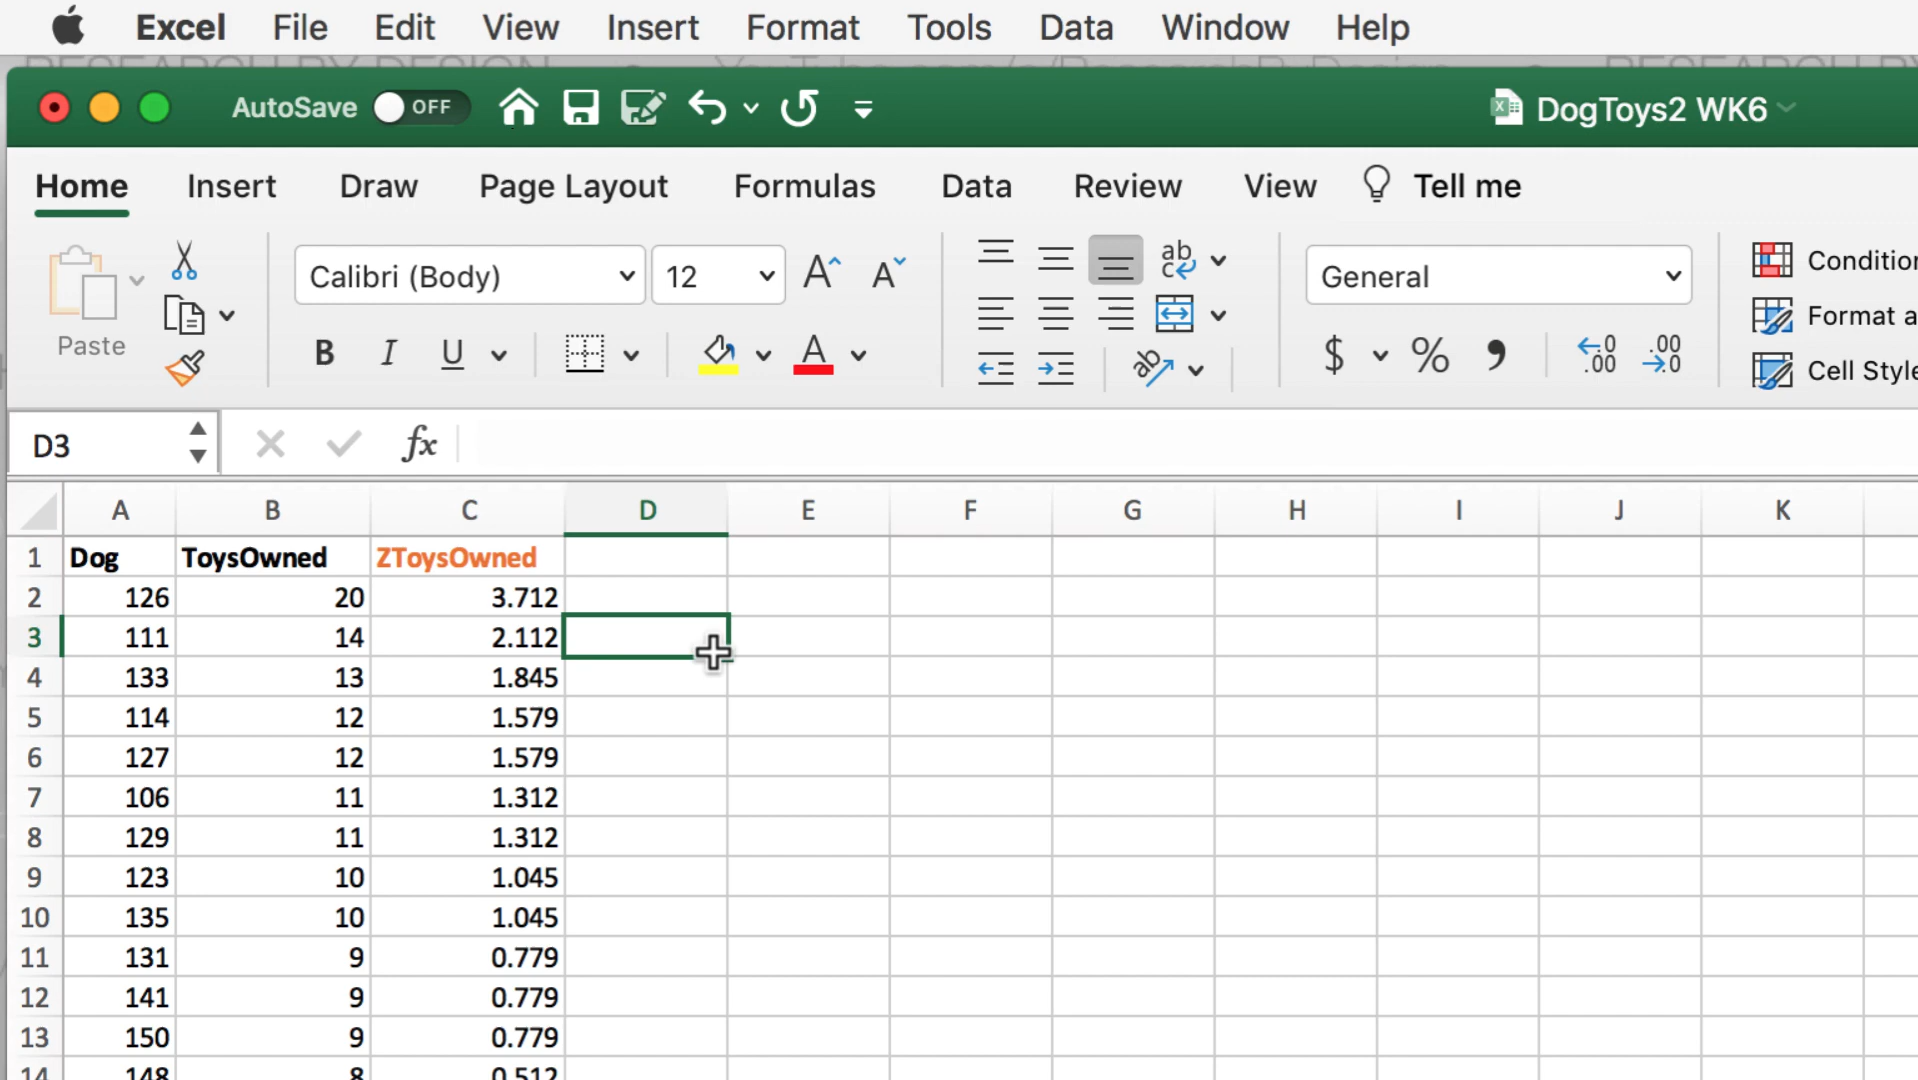 Excel File Edit View Insert Format Tools Data Window Help
AutoSave OFF DogToys2 WK6
Home Insert Draw Page Layout Formulas Data Review View Tell me
Paste Calibri (Body) 12 General
Format a
D3 fx
A B C D E F G H I J K
1 Dog ToysOwned ZToysOwned
2 126 20 3.712
3 111 14 2.112
4 133 13 1.845
5 114 12 1.579
6 127 12 1.579
7 106 11 1.312
8 129 11 1.312
9 123 10 1.045
10 135 10 1.045
11 131 9 0.779
12 141 9 0.779
13 150 9 0.779
14 148 8 0.512